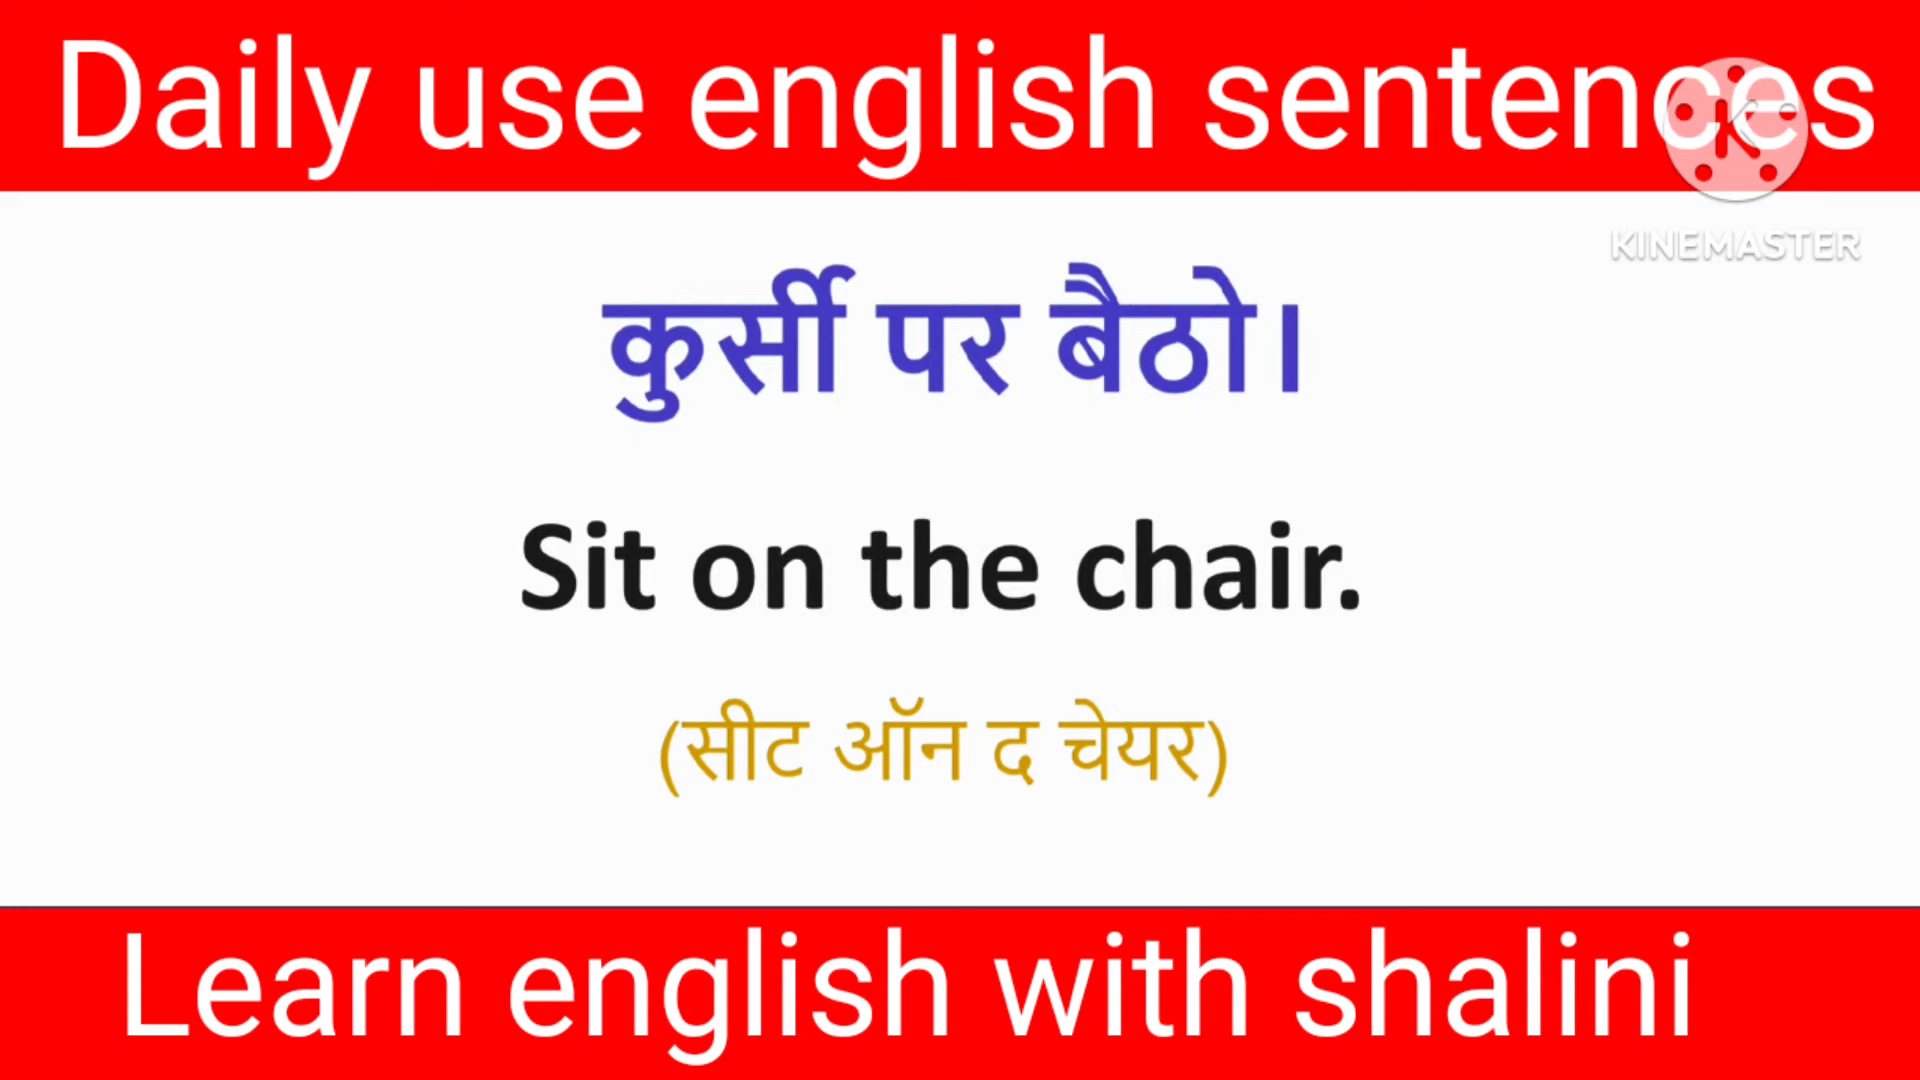 Daily use english sentences
KINEMASTER
कुर्सी पर बैठो।
Sit on the chair.
(सीट ऑन द चेयर)
Learn english with shalini